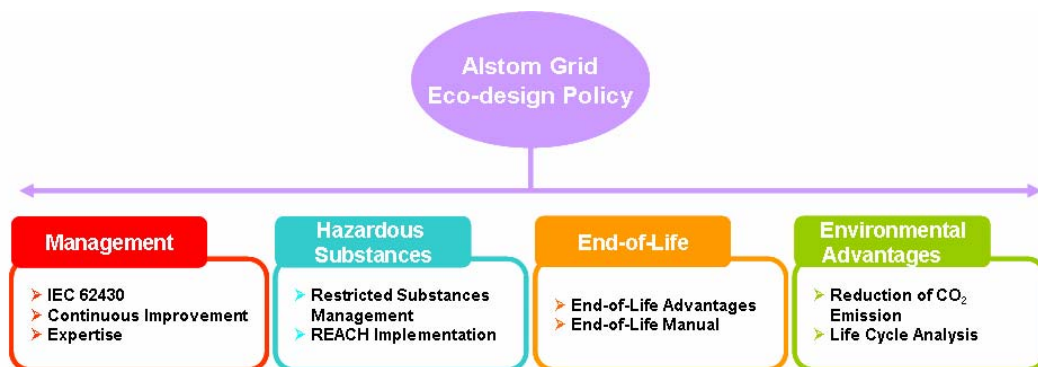 Alstom Grid
Eco-design Policy
Management
IEC 62430
Continuous Improvement
Expertise
Hazardous
Substances
Restricted Substances
Management
REACH Implementation
End-of-Life
End-of-Life Advantages
End-of-Life Manual
Environmental
Advantages
Reduction of CO₂
Emission
Life Cycle Analysis